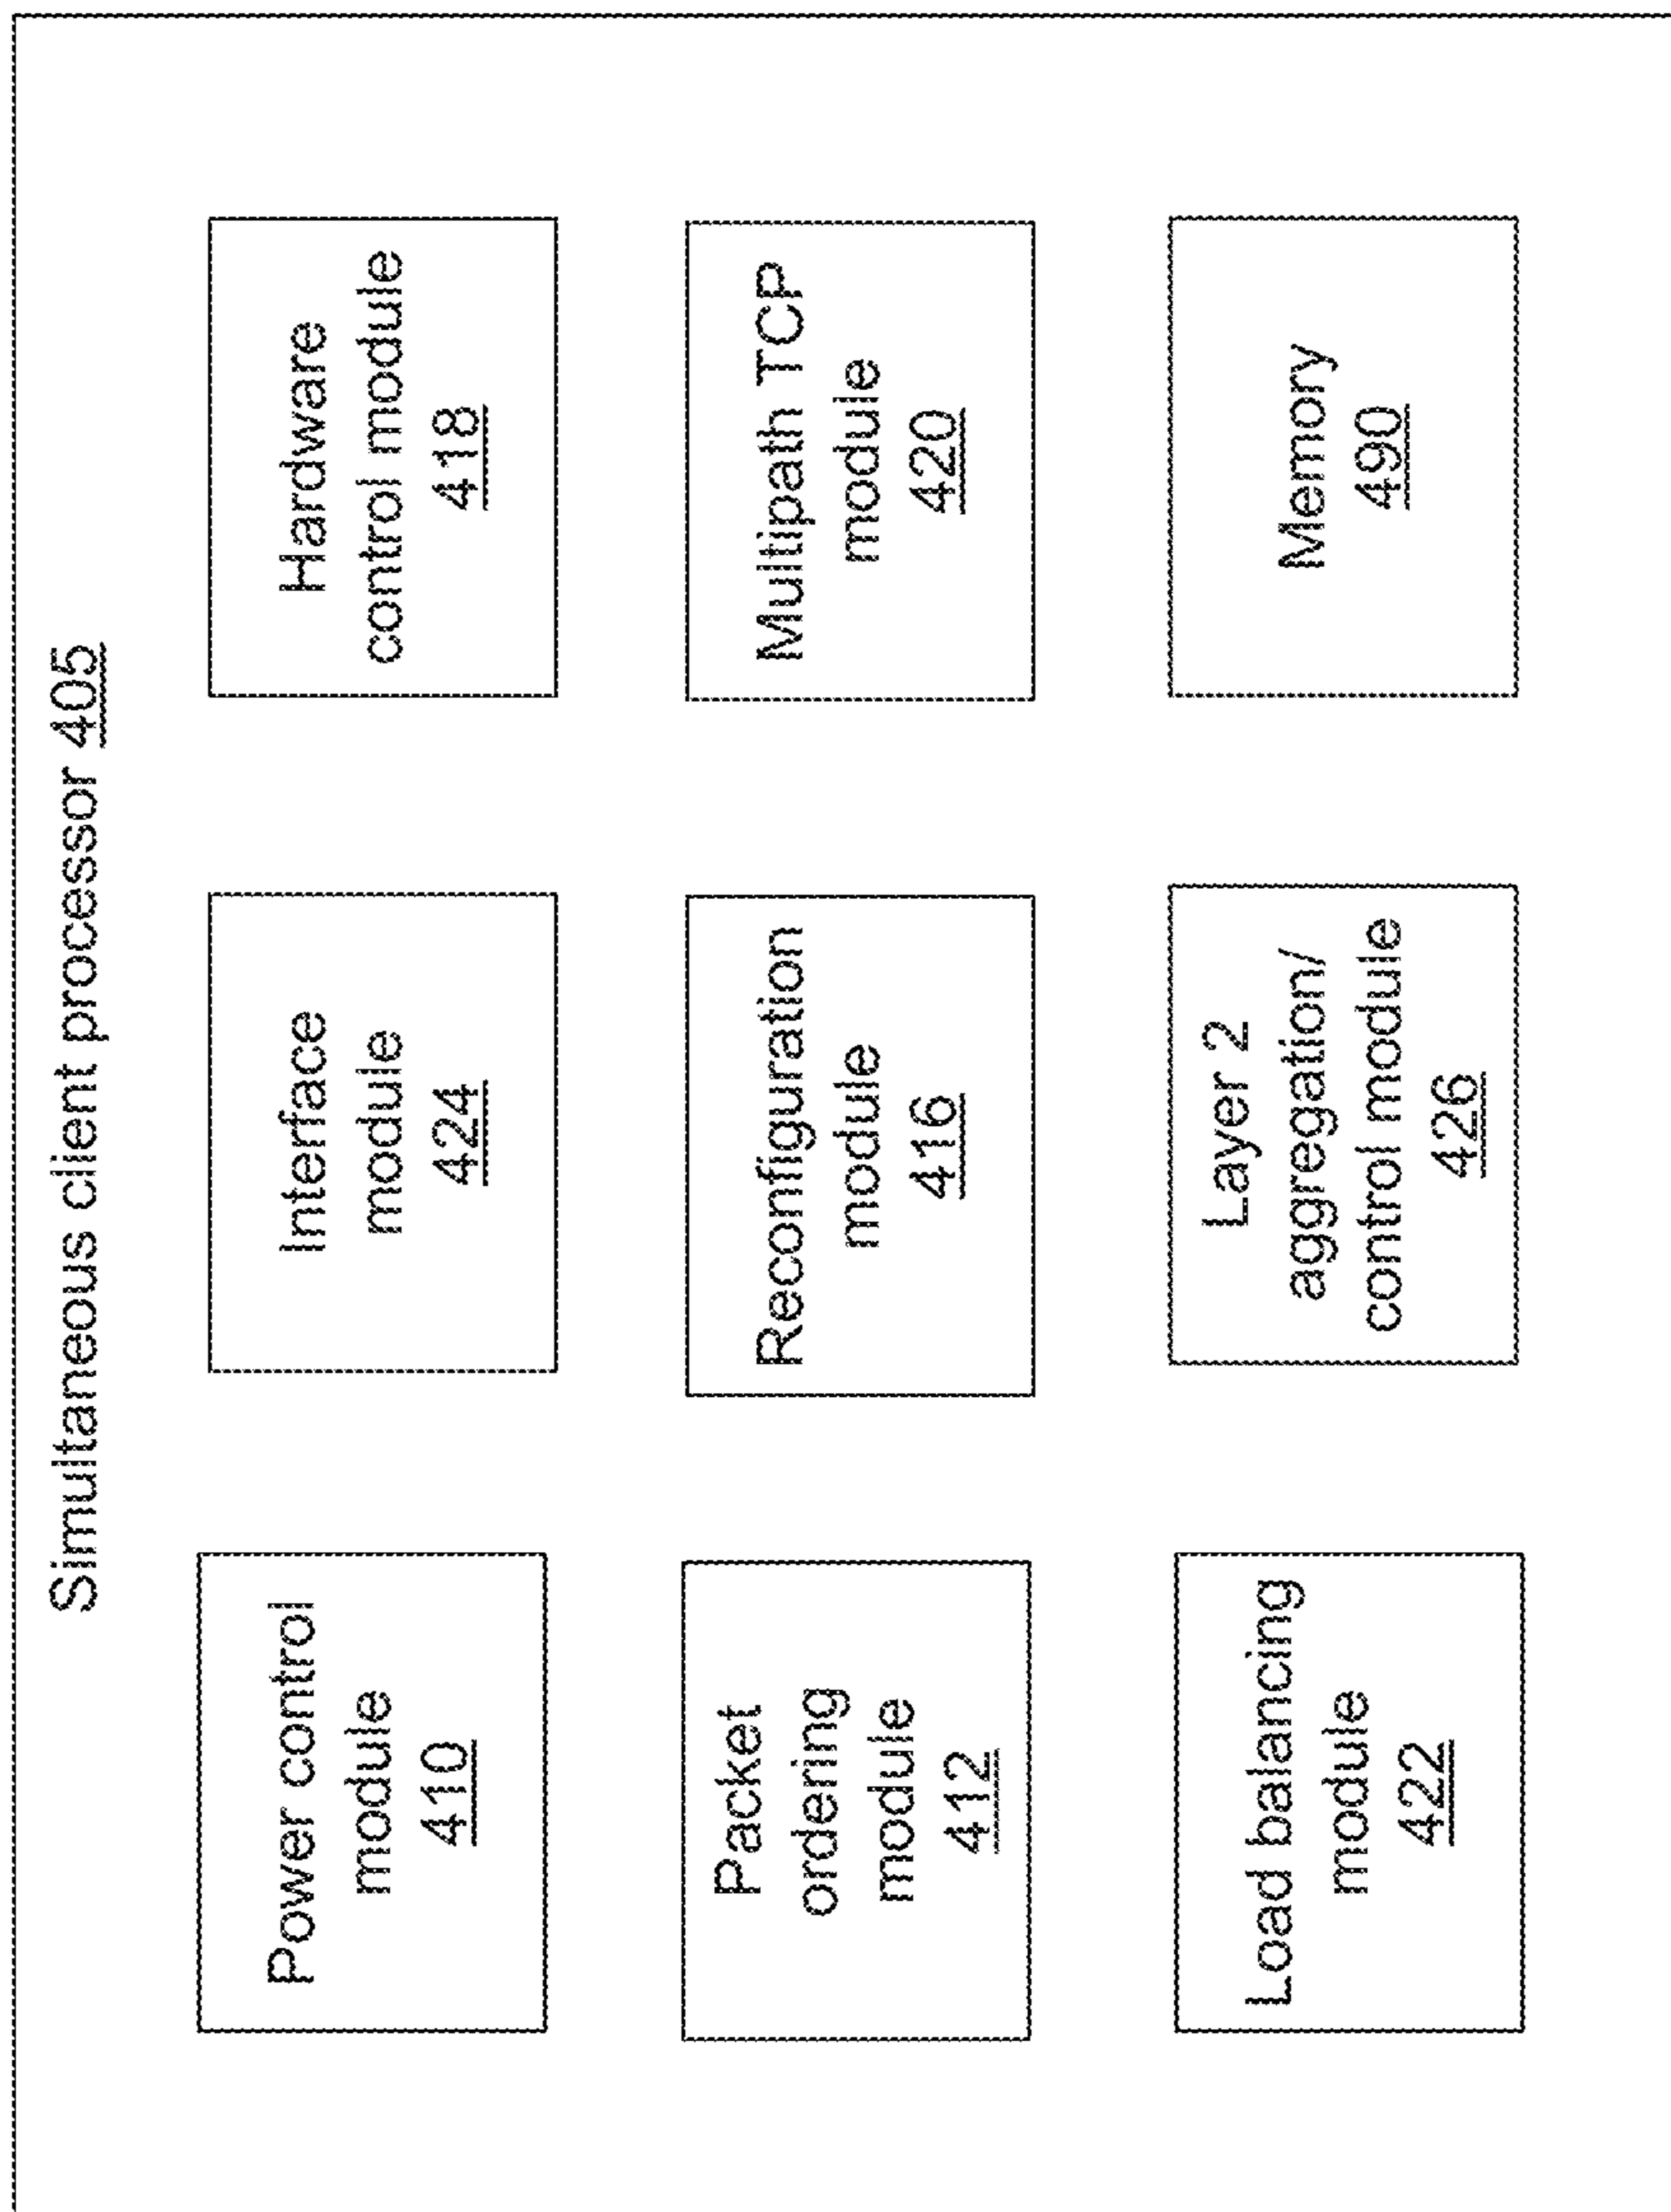 Simultaneous client processor 405
Power control
module
410
Interface
module
424
Hardware
control module
418
Packet
ordering
module
412
Reconfiguration
module
416
Multipath TCP
module
420
Load balancing
module
422
Layer 2
aggregation/
control module
426
Memory
490